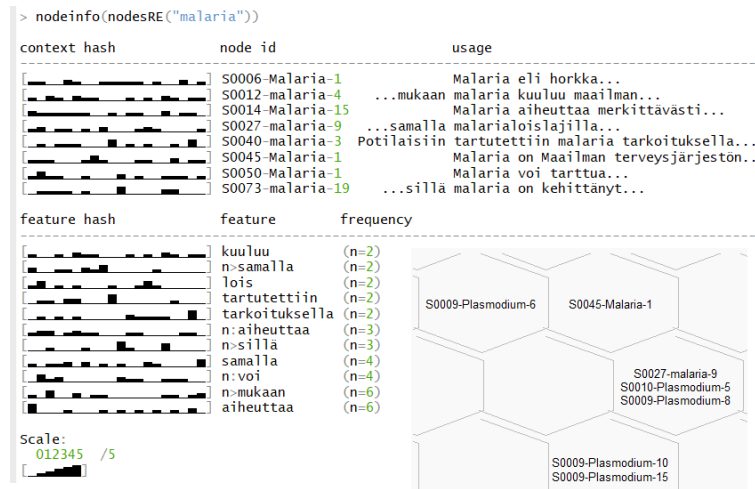 > nodeinfo(nodesRE("malaria"))
context hash node id usage
[ ] S0006-Malaria-1 Malaria eli horkka...
[ ] S0012-malaria-4 ...mukaan malaria kuuluu maailman...
[ ] S0014-Malaria-15 Malaria aiheuttaa merkittävästi...
[ ] S0027-malaria-9 ...samalla malarialoislajilla...
[ ] S0040-malaria-3 Potilaisiin tartutettiin malaria tarkoituksella...
[ ] S0045-Malaria-1 Malaria on Maailman terveysjärjestön..
[ ] S0050-Malaria-1 Malaria voi tarttua...
[ ] S0073-malaria-19 ...sillä malaria on kehittänyt...
feature hash feature frequency
[ ] kuuluu (n=2)
[ ] n>samalla (n=2)
[ ] lois (n=2)
[ ] tartutettiin (n=2)
[ ] tarkoituksella (n=2)
[ ] n:aiheuttaa (n=3)
[ ] n>sillä (n=3)
[ ] samalla (n=4)
[ ] n:voi (n=4)
[ ] n>mukaan (n=6)
[ ] aiheuttaa (n=6)
Scale:
012345 /5
[ ]
S0009-Plasmodium-6 S0045-Malaria-1
S0027-malaria-9
S0010-Plasmodium-5
S0009-Plasmodium-8
S0009-Plasmodium-10
S0009-Plasmodium-15